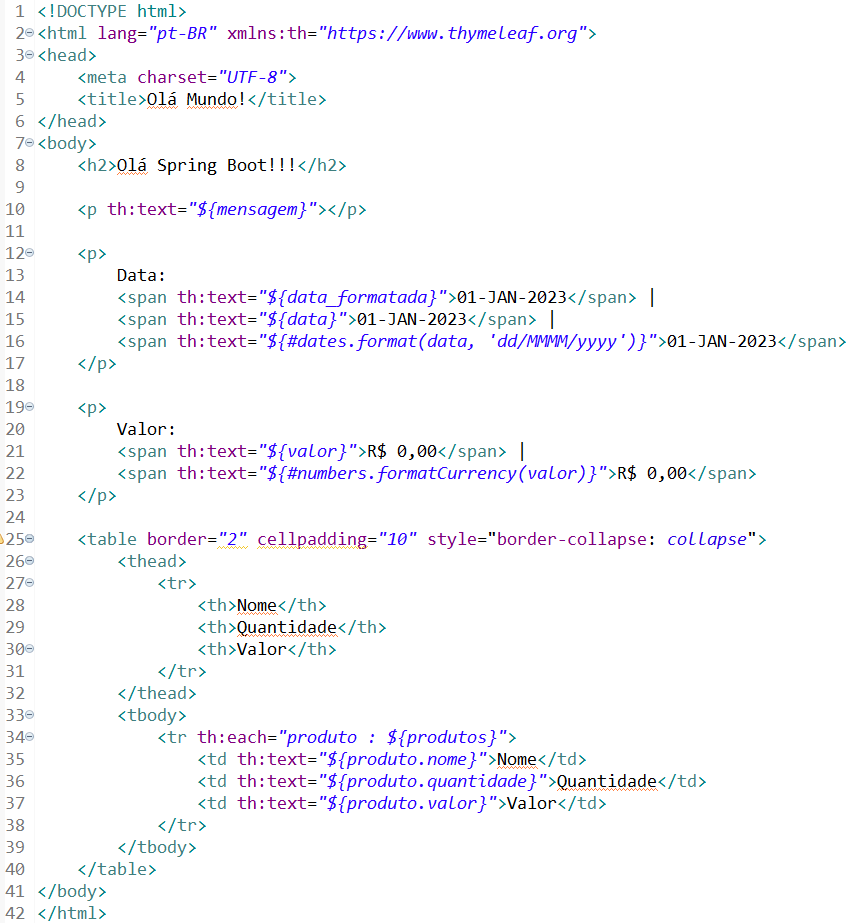 1 <!DOCTYPE html>
2 <html lang="pt-BR" xmlns:th="https://www.thymeleaf.org">
3 <head>
4     <meta charset="UTF-8">
5     <title>Olá Mundo!</title>
6 </head>
7 <body>
8     <h2>Olá Spring Boot!!!</h2>
9
10     <p th:text="${mensagem}"></p>
11
12     <p>
13         Data:
14         <span th:text="${data_formatada}">01-JAN-2023</span> |
15         <span th:text="${data}">01-JAN-2023</span> |
16         <span th:text="${#dates.format(data, 'dd/MMMM/yyyy')}">01-JAN-2023</span>
17     </p>
18
19     <p>
20         Valor:
21         <span th:text="${valor}">R$ 0,00</span> |
22         <span th:text="${#numbers.formatCurrency(valor)}">R$ 0,00</span>
23     </p>
24
25     <table border="2" cellpadding="10" style="border-collapse: collapse">
26         <thead>
27             <tr>
28                 <th>Nome</th>
29                 <th>Quantidade</th>
30                 <th>Valor</th>
31             </tr>
32         </thead>
33         <tbody>
34             <tr th:each="produto : ${produtos}">
35                 <td th:text="${produto.nome}">Nome</td>
36                 <td th:text="${produto.quantidade}">Quantidade</td>
37                 <td th:text="${produto.valor}">Valor</td>
38             </tr>
39         </tbody>
40     </table>
41 </body>
42 </html>